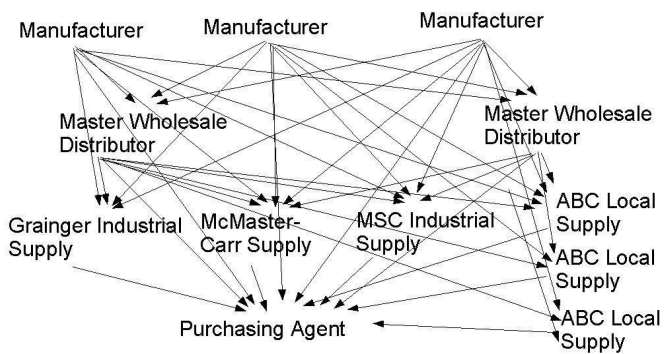 Manufacturer
Manufacturer
Manufacturer
Master Wholesale
Distributor
Master Wholesale
Distributor
Grainger Industrial
Supply
McMaster-
Carr Supply
MSC Industrial
Supply
ABC Local
Supply
ABC Local
Supply
ABC Local
Supply
Purchasing Agent